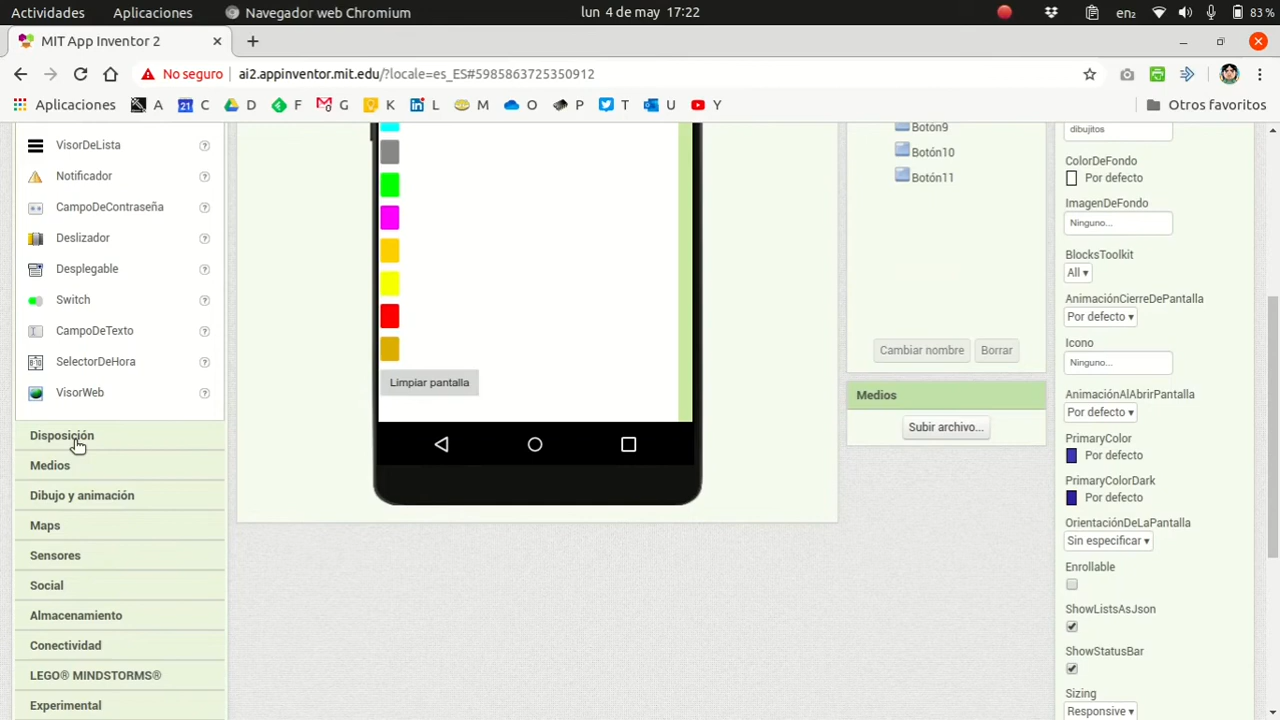 Actividades Aplicaciones Navegador web Chromium lun 4 de may 17:22 en₂ 83 %
MIT App Inventor 2
No seguro ai2.appinventor.mit.edu/?locale=es_ES#5985863725350912
Aplicaciones A C D F G K L M O P T U Y Otros favoritos
VisorDeLista
Notificador
CampoDeContraseña
Deslizador
Desplegable
Switch
CampoDeTexto
SelectorDeHora
VisorWeb
Disposición
Medios
Dibujo y animación
Maps
Sensores
Social
Almacenamiento
Conectividad
LEGO® MINDSTORMS®
Experimental
Limpiar pantalla
Botón9
Botón10
Botón11
Cambiar nombre Borrar
Medios
Subir archivo...
dibujitos
ColorDeFondo
Por defecto
ImagenDeFondo
Ninguno...
BlocksToolkit
All
AnimaciónCierreDePantalla
Por defecto
Icono
Ninguno...
AnimaciónAlAbrirPantalla
Por defecto
PrimaryColor
Por defecto
PrimaryColorDark
Por defecto
OrientaciónDeLaPantalla
Sin especificar
Enrollable
ShowListsAsJson
ShowStatusBar
Sizing
Responsive